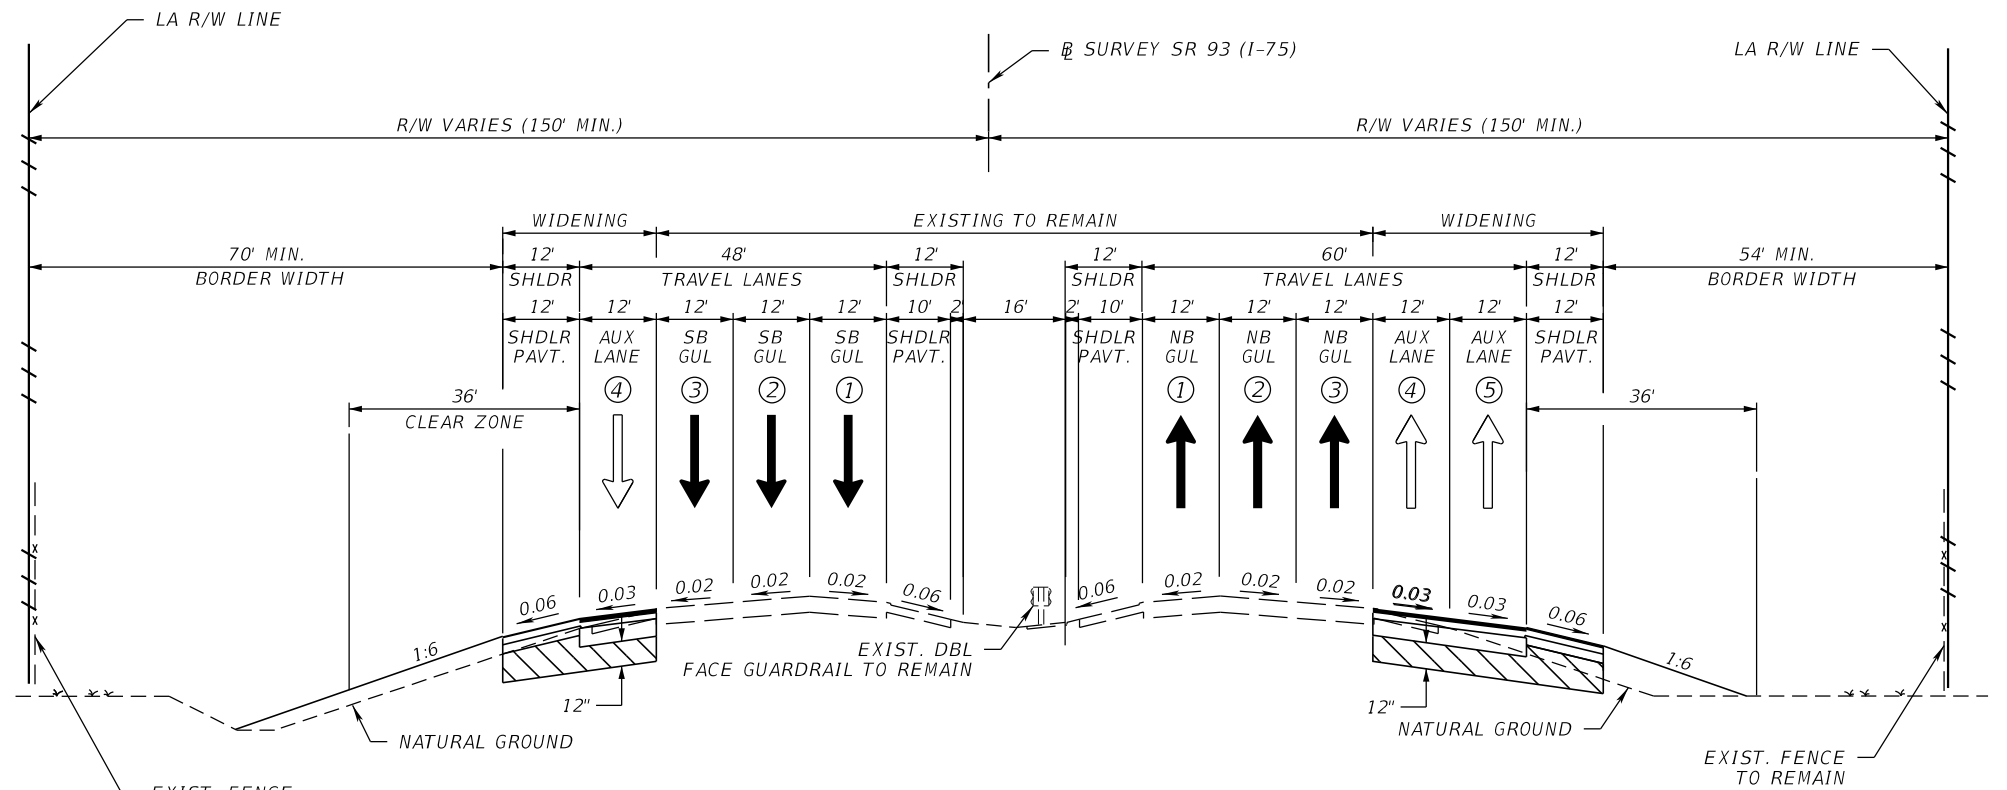 LA R/W LINE
℄ SURVEY SR 93 (I-75)
LA R/W LINE
R/W VARIES (150' MIN.)
R/W VARIES (150' MIN.)
WIDENING
EXISTING TO REMAIN
WIDENING
70' MIN.
BORDER WIDTH
12'
SHLDR
48'
TRAVEL LANES
12'
SHLDR
12'
SHLDR
60'
TRAVEL LANES
12'
SHLDR
54' MIN.
BORDER WIDTH
12'
SHDLR
PAVT.
12'
AUX
LANE
4
12'
SB
GUL
3
12'
SB
GUL
2
12'
SB
GUL
1
10'
SHDLR
PAVT.
2'
16'
2'
10'
SHDLR
PAVT.
12'
NB
GUL
1
12'
NB
GUL
2
12'
NB
GUL
3
12'
AUX
LANE
4
12'
AUX
LANE
5
12'
SHDLR
PAVT.
36'
CLEAR ZONE
36'
0.06
0.03
0.02
0.02
0.02
0.06
0.06
0.02
0.02
0.02
0.03
0.03
0.06
1:6
1:6
EXIST. DBL
FACE GUARDRAIL TO REMAIN
12"
12"
NATURAL GROUND
NATURAL GROUND
EXIST. FENCE
EXIST. FENCE
TO REMAIN